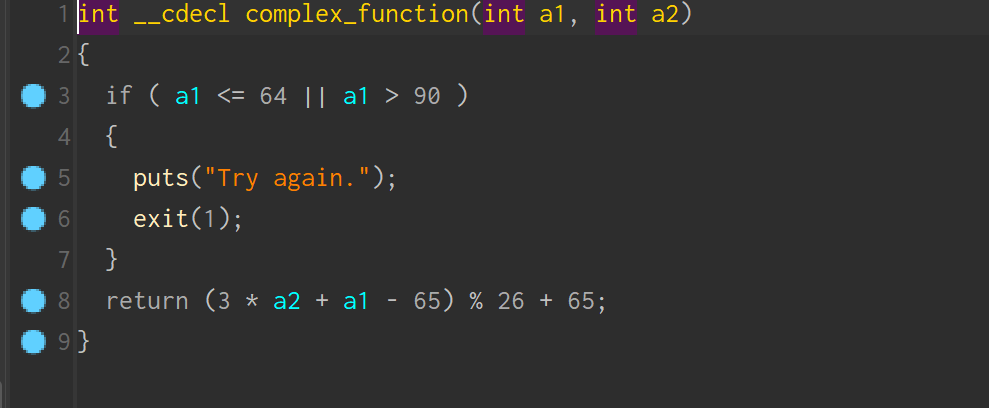 1 int __cdecl complex_function(int a1, int a2)
2 {
3   if ( a1 <= 64 || a1 > 90 )
4   {
5     puts("Try again.");
6     exit(1);
7   }
8   return (3 * a2 + a1 - 65) % 26 + 65;
9 }